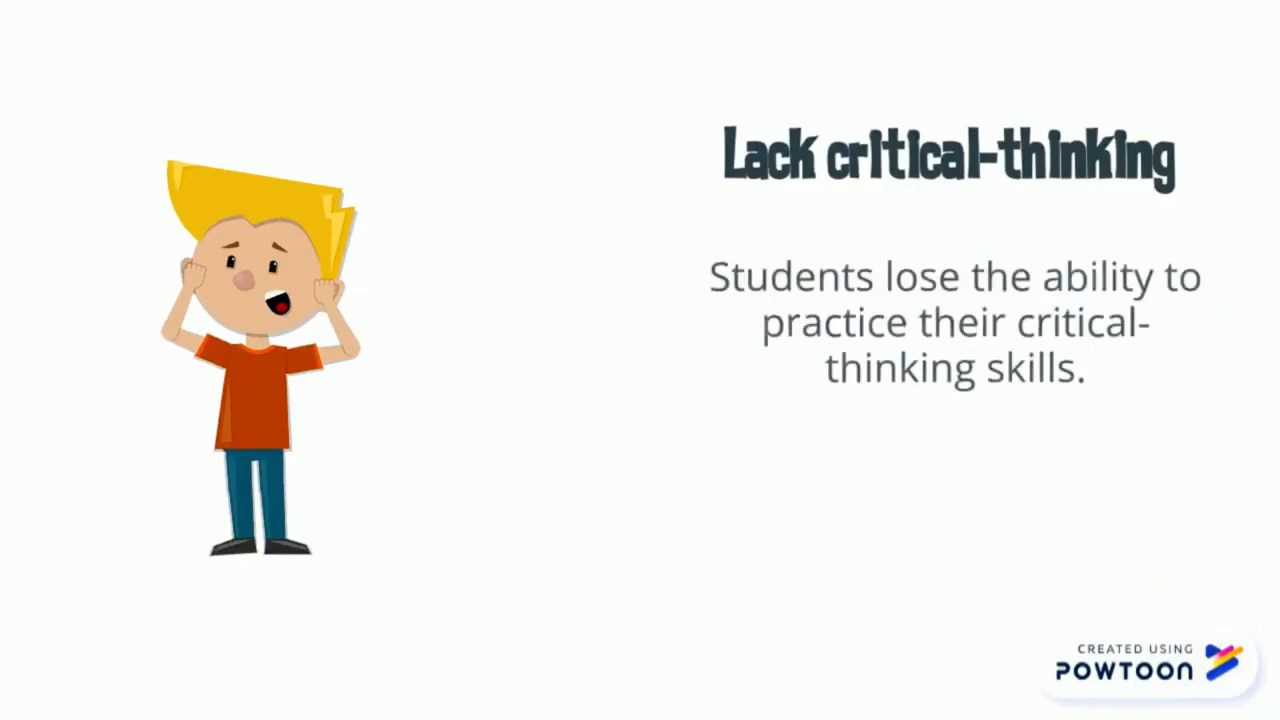 Lack critical-thinking
Students lose the ability to
practice their critical-
thinking skills.
CREATED USING
POWTOON